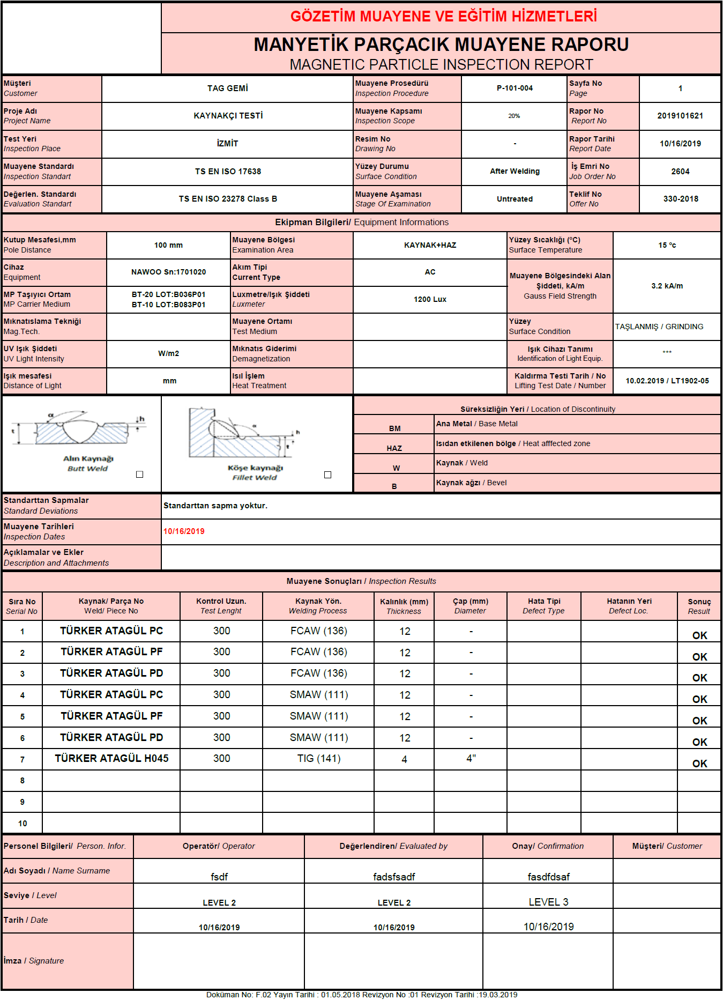 GÖZETİM MUAYENE VE EĞİTİM HİZMETLERİ
MANYETİK PARÇACIK MUAYENE RAPORU
MAGNETIC PARTICLE INSPECTION REPORT
Müşteri
Customer
TAG GEMİ
Muayene Prosedürü
Inspection Procedure
P-101-004
Sayfa No
Page
1
Proje Adı
Project Name
KAYNAKÇI TESTİ
Muayene Kapsamı
Inspection Scope
20%
Rapor No
Report No
2019101621
Test Yeri
Inspection Place
İZMİT
Resim No
Drawing No
-
Rapor Tarihi
Report Date
10/16/2019
Muayene Standardı
Inspection Standart
TS EN ISO 17638
Yüzey Durumu
Surface Condition
After Welding
İş Emri No
Job Order No
2604
Değerlen. Standardı
Evaluation Standart
TS EN ISO 23278 Class B
Muayene Aşaması
Stage Of Examination
Untreated
Teklif No
Offer No
330-2018
Ekipman Bilgileri/ Equipment Informations
Kutup Mesafesi,mm
Pole Distance
100 mm
Muayene Bölgesi
Examination Area
KAYNAK+HAZ
Yüzey Sıcaklığı (°C)
Surface Temperature
15 ºc
Cihaz
Equipment
NAWOO Sn:1701020
Akım Tipi
Current Type
AC
Muayene Bölgesindeki Alan
Şiddeti, kA/m
Gauss Field Strength
3.2 kA/m
MP Taşıyıcı Ortam
MP Carrier Medium
BT-20 LOT:B036P01
BT-10 LOT:B083P01
Luxmetre/Işık Şiddeti
Luxmeter
1200 Lux
Mıknatıslama Tekniği
Mag.Tech.
Muayene Ortamı
Test Medium
Yüzey
Surface Condition
TAŞLANMIŞ / GRINDING
UV Işık Şiddeti
UV Light Intensity
W/m2
Mıknatıs Giderimi
Demagnetization
Işık Cihazı Tanımı
Identification of Light Equip.
***
Işık mesafesi
Distance of Light
mm
Isıl İşlem
Heat Treatment
Kaldırma Testi Tarih / No
Lifting Test Date / Number
10.02.2019 / LT1902-05
α
h
t
Alın Kaynağı
Butt Weld
α
h
t
Köşe kaynağı
Fillet Weld
Süreksizliğin Yeri / Location of Discontinuity
BM
Ana Metal / Base Metal
HAZ
Isıdan etkilenen bölge / Heat afffected zone
W
Kaynak / Weld
B
Kaynak ağzı / Bevel
Standarttan Sapmalar
Standard Deviations
Standarttan sapma yoktur.
Muayene Tarihleri
Inspection Dates
10/16/2019
Açıklamalar ve Ekler
Description and Attachments
Muayene Sonuçları / Inspection Results
Sıra No
Serial No
Kaynak/ Parça No
Weld/ Piece No
Kontrol Uzun.
Test Lenght
Kaynak Yön.
Welding Process
Kalınlık (mm)
Thickness
Çap (mm)
Diameter
Hata Tipi
Defect Type
Hatanın Yeri
Defect Loc.
Sonuç
Result
1 TÜRKER ATAGÜL PC 300 FCAW (136) 12 - OK
2 TÜRKER ATAGÜL PF 300 FCAW (136) 12 - OK
3 TÜRKER ATAGÜL PD 300 FCAW (136) 12 - OK
4 TÜRKER ATAGÜL PC 300 SMAW (111) 12 - OK
5 TÜRKER ATAGÜL PF 300 SMAW (111) 12 - OK
6 TÜRKER ATAGÜL PD 300 SMAW (111) 12 - OK
7 TÜRKER ATAGÜL H045 300 TIG (141) 4 4" OK
8
9
10
Personel Bilgileri/ Person. Infor. Operatör/ Operator Değerlendiren/ Evaluated by Onay/ Confirmation Müşteri/ Customer
Adı Soyadı / Name Surname fsdf fadsfsadf fasdfdsaf
Seviye / Level LEVEL 2 LEVEL 2 LEVEL 3
Tarih / Date 10/16/2019 10/16/2019 10/16/2019
İmza / Signature
Doküman No: F.02 Yayın Tarihi : 01.05.2018 Revizyon No :01 Revizyon Tarihi :19.03.2019